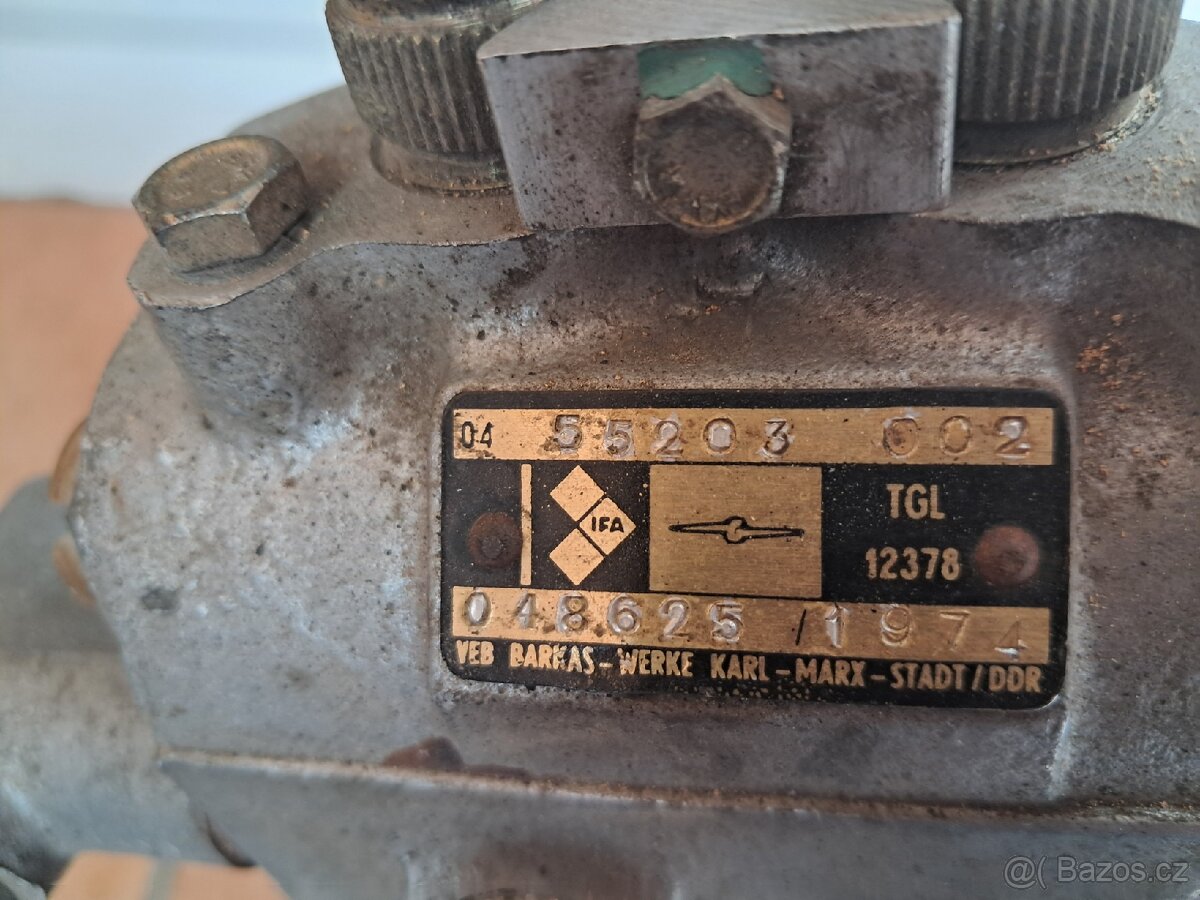 04 55203 002
IFA
TGL
12378
048625 / 1974
VEB BARKAS-WERKE KARL-MARX-STADT/DDR
@( Bazos.cz